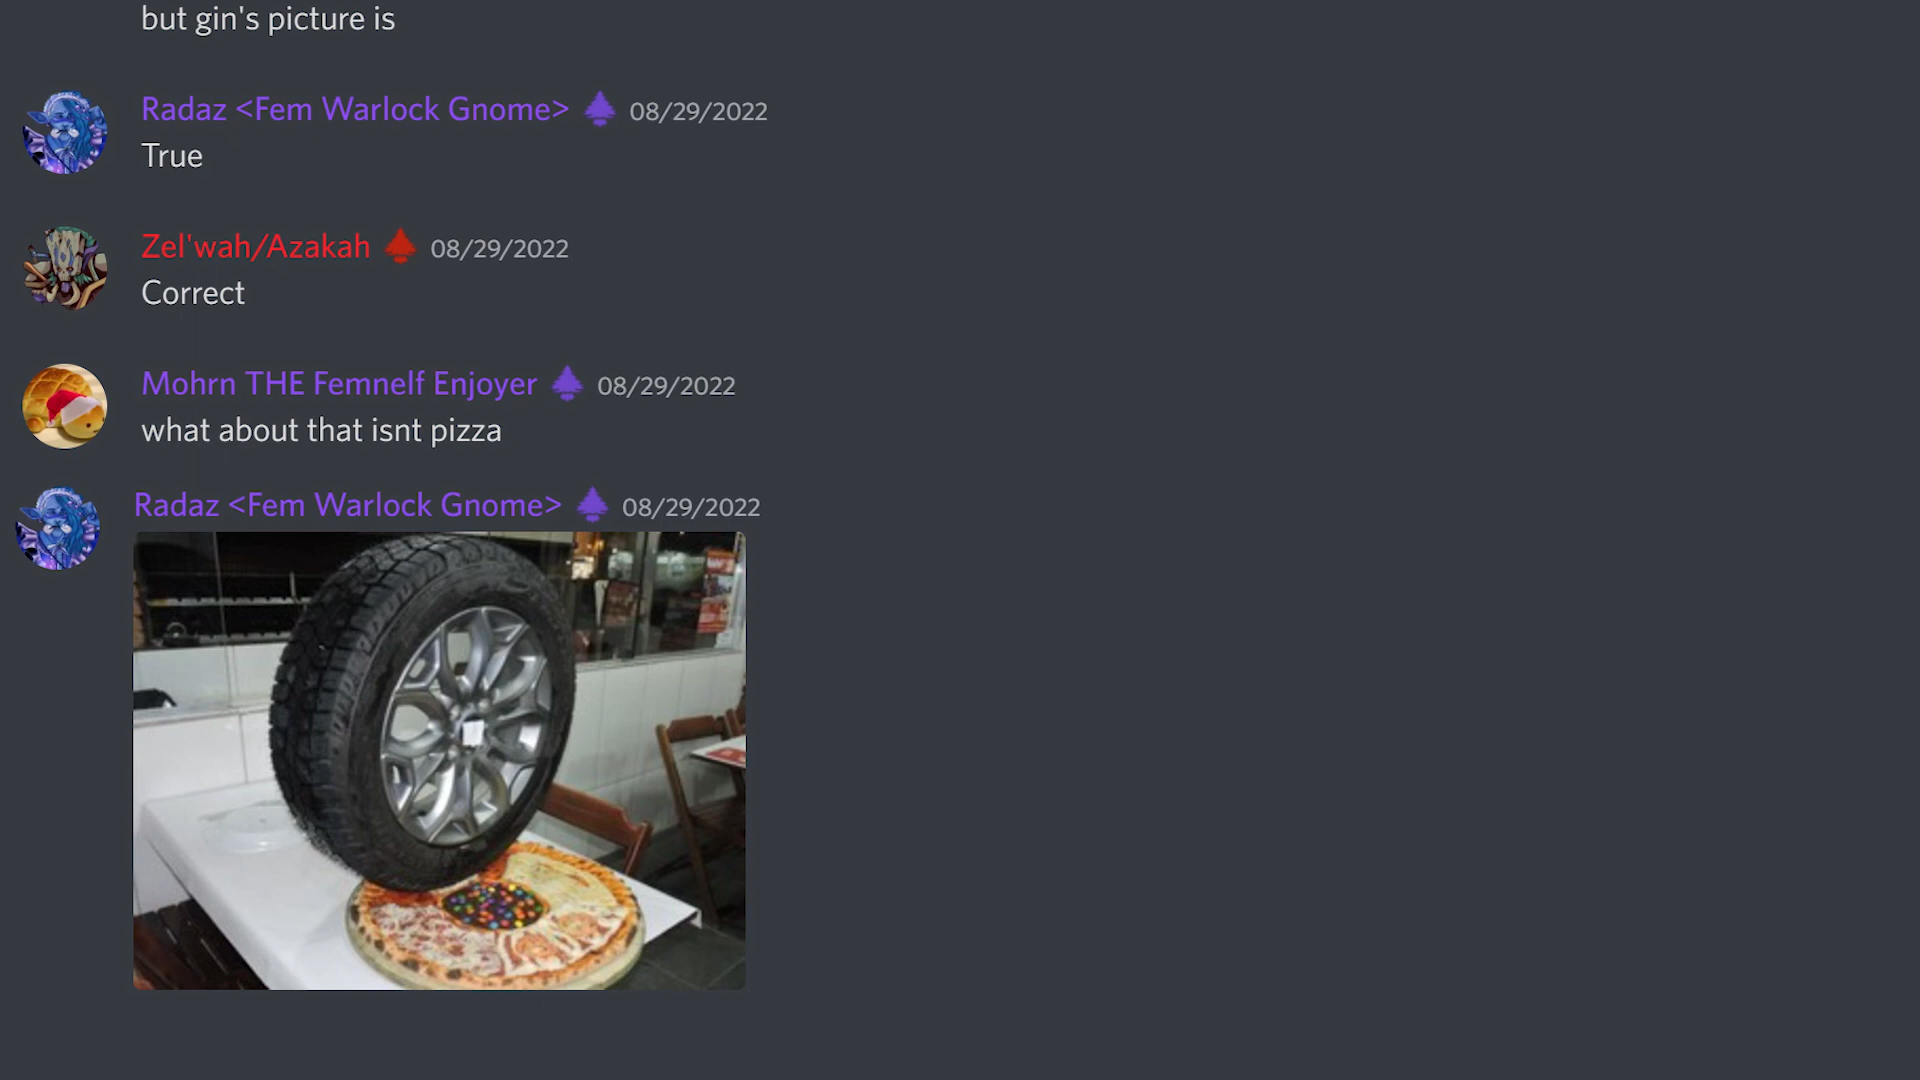 but gin's picture is
Radaz <Fem Warlock Gnome> 08/29/2022
True
Zel'wah/Azakah 08/29/2022
Correct
Mohrn THE Femnelf Enjoyer 08/29/2022
what about that isnt pizza
Radaz <Fem Warlock Gnome> 08/29/2022